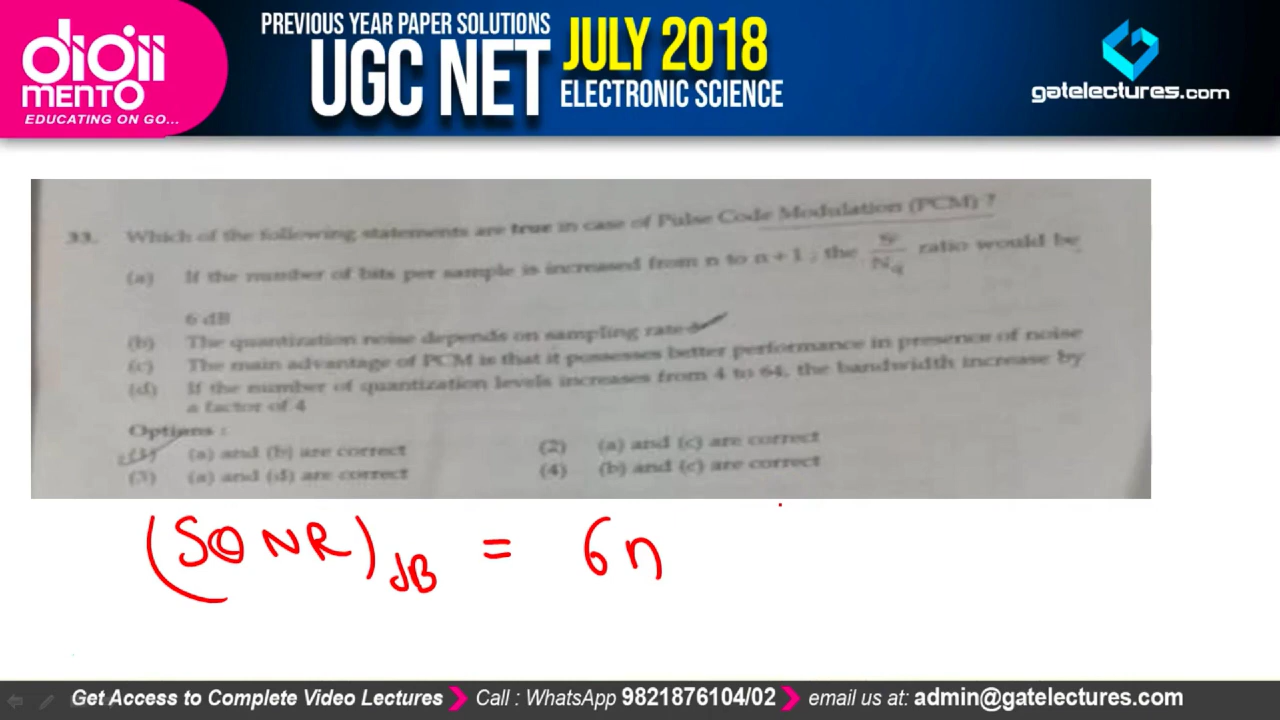 digii
MENTO
EDUCATING ON GO...
PREVIOUS YEAR PAPER SOLUTIONS
UGC NET
JULY 2018
ELECTRONIC SCIENCE
gatelectures.com
33. Which of the following statements are true in case of Pulse Code Modulation (PCM) ?
(a) If the number of bits per sample is increased from n to n + 1 ; the S/Nq ratio would be
6 dB
(b) The quantization noise depends on sampling rate
(c) The main advantage of PCM is that it possesses better performance in presence of noise
(d) If the number of quantization levels increases from 4 to 64, the bandwidth increase by
a factor of 4
Options :
(1) (a) and (b) are correct (2) (a) and (c) are correct
(3) (a) and (d) are correct (4) (b) and (c) are correct
(SQNR)dB = 6n
Get Access to Complete Video Lectures Call : WhatsApp 9821876104/02 email us at: admin@gatelectures.com